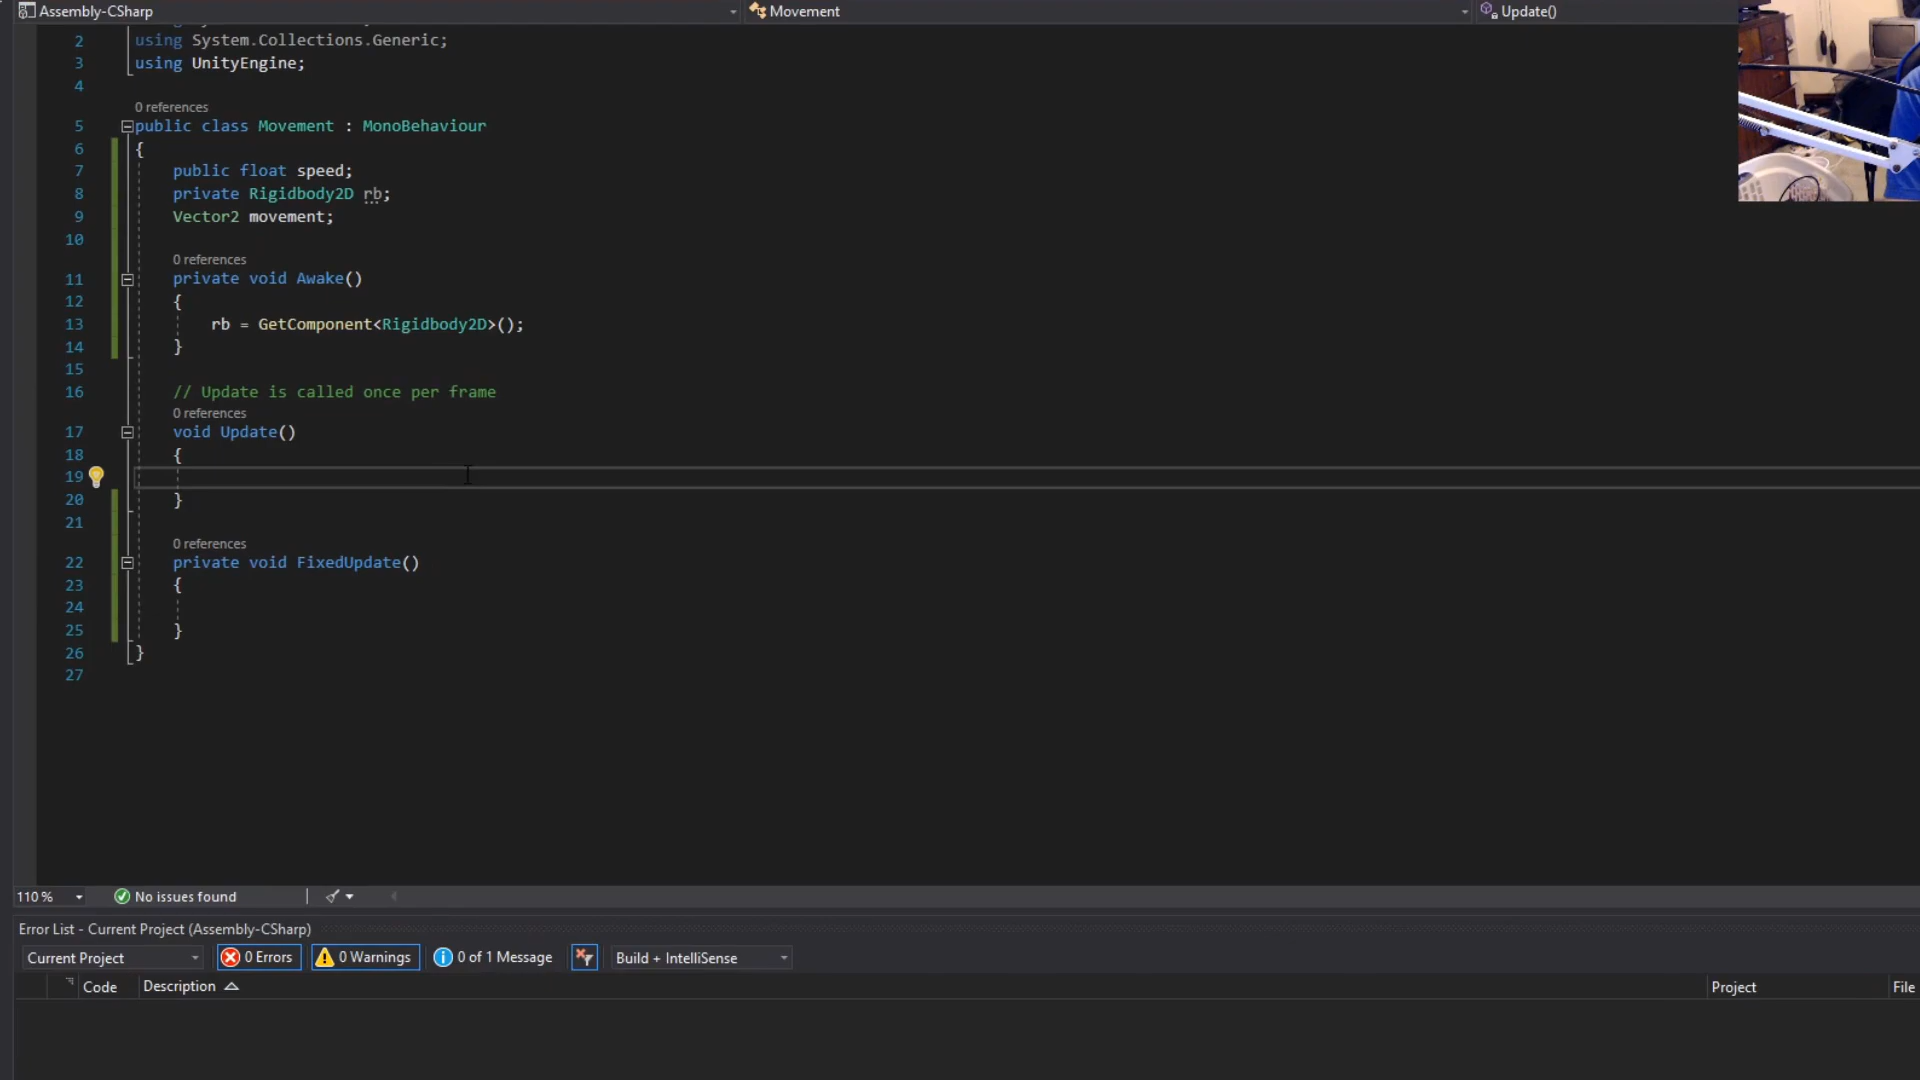 Assembly-CSharp Movement Update()
2 using System.Collections.Generic;
3 using UnityEngine;
4
0 references
5 public class Movement : MonoBehaviour
6 {
7 public float speed;
8 private Rigidbody2D rb;
9 Vector2 movement;
10
0 references
11 private void Awake()
12 {
13 rb = GetComponent<Rigidbody2D>();
14 }
15
16 // Update is called once per frame
0 references
17 void Update()
18 {
19
20 }
21
0 references
22 private void FixedUpdate()
23 {
24
25 }
26 }
27
110 % No issues found
Error List - Current Project (Assembly-CSharp)
Current Project 0 Errors 0 Warnings 0 of 1 Message Build + IntelliSense
Code Description Project File